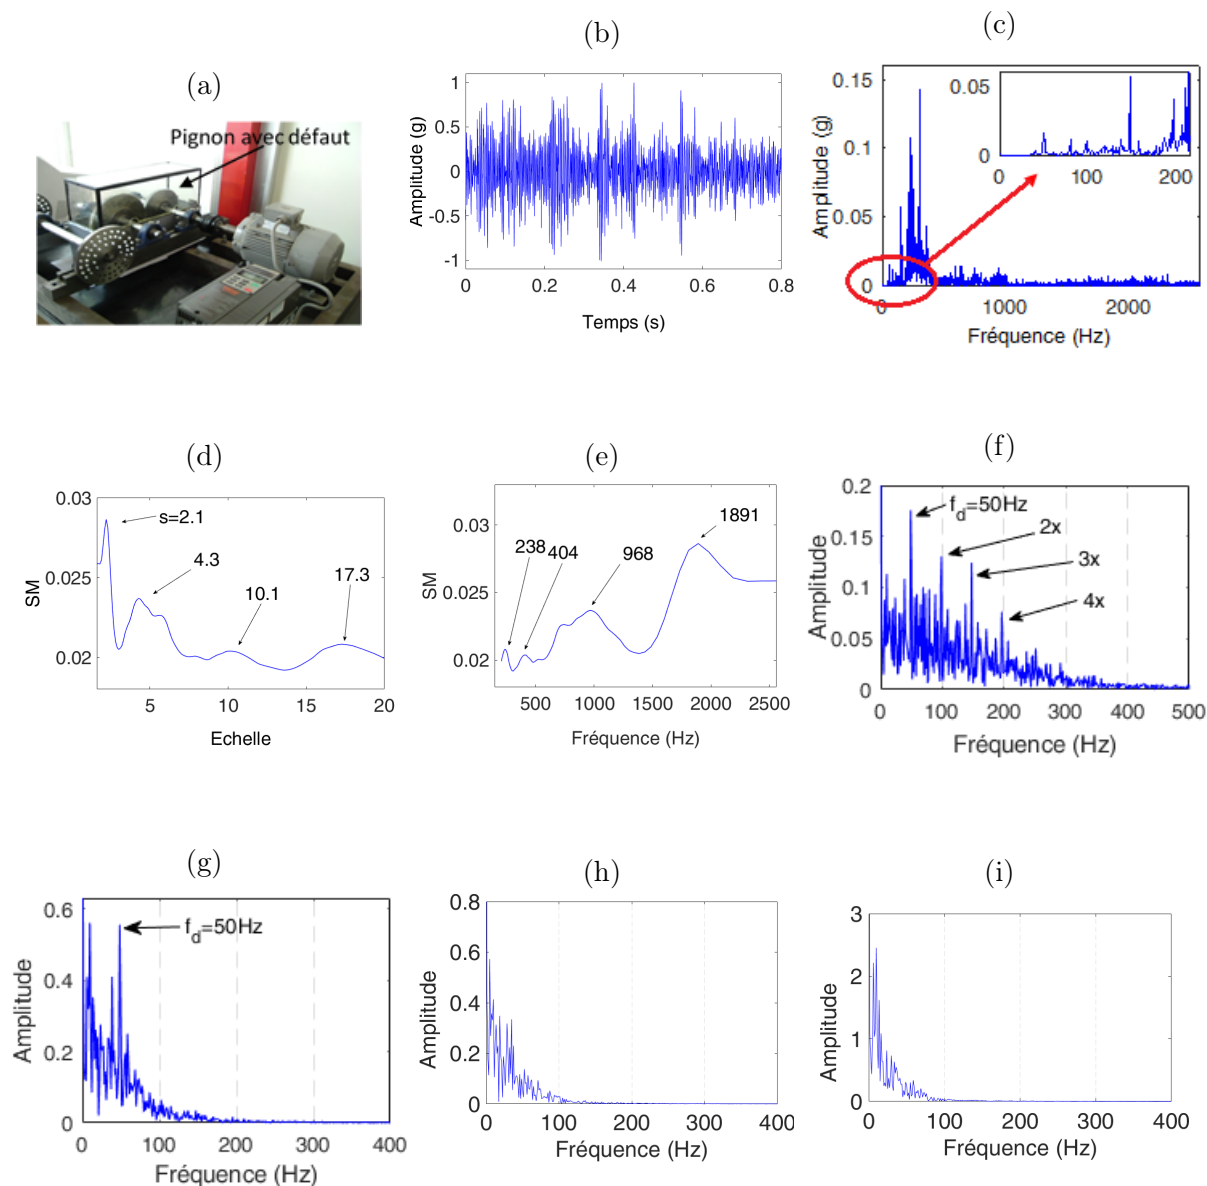 (a)
Pignon avec défaut
(b)
Amplitude (g)
1
0.5
0
-0.5
-1
0
0.2
0.4
0.6
0.8
Temps (s)
(c)
Amplitude (g)
0.15
0.1
0.05
0
0.05
0
0
100
200
0
1000
2000
Fréquence (Hz)
(d)
SM
0.03
0.025
0.02
s=2.1
4.3
10.1
17.3
5
10
15
20
Echelle
(e)
SM
0.03
0.025
0.02
238
404
968
1891
500
1000
1500
2000
2500
Fréquence (Hz)
(f)
Amplitude
0.2
0.15
0.1
0.05
0
f_d=50Hz
2x
3x
4x
0
100
200
300
400
500
Fréquence (Hz)
(g)
Amplitude
0.6
0.4
0.2
0
f_d=50Hz
0
100
200
300
400
Fréquence (Hz)
(h)
Amplitude
0.8
0.6
0.4
0.2
0
0
100
200
300
400
Fréquence (Hz)
(i)
Amplitude
3
2
1
0
0
100
200
300
400
Fréquence (Hz)